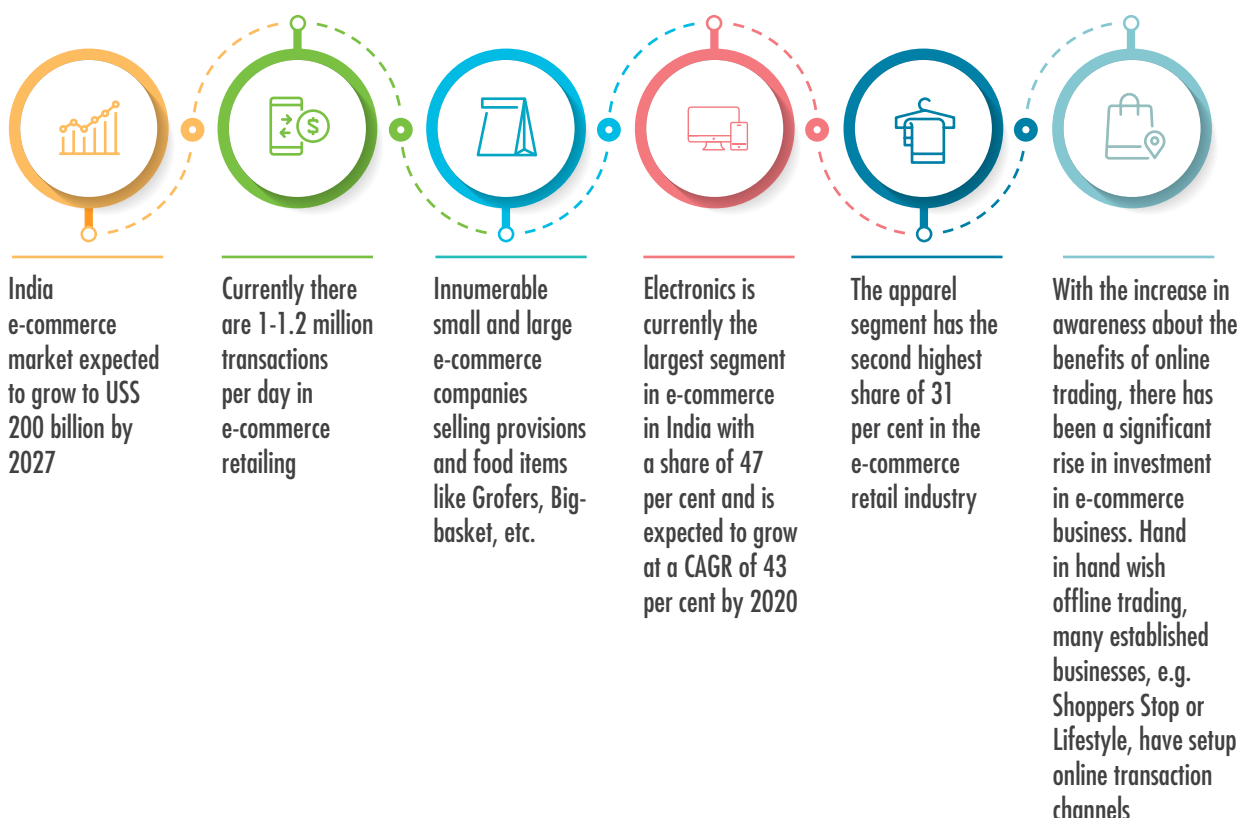 India
e-commerce
market expected
to grow to USS
200 billion by
2027
Currently there
are 1-1.2 million
transactions
per day in
e-commerce
retailing
Innumerable
small and large
e-commerce
companies
selling provisions
and food items
like Grofers, Big-
basket, etc.
Electronics is
currently the
largest segment
in e-commerce
in India with
a share of 47
per cent and is
expected to grow
at a CAGR of 43
per cent by 2020
The apparel
segment has the
second highest
share of 31
per cent in the
e-commerce
retail industry
With the increase in
awareness about the
benefits of online
trading, there has
been a significant
rise in investment
in e-commerce
business. Hand
in hand wish
offline trading,
many established
businesses, e.g.
Shoppers Stop or
Lifestyle, have setup
online transaction
channels